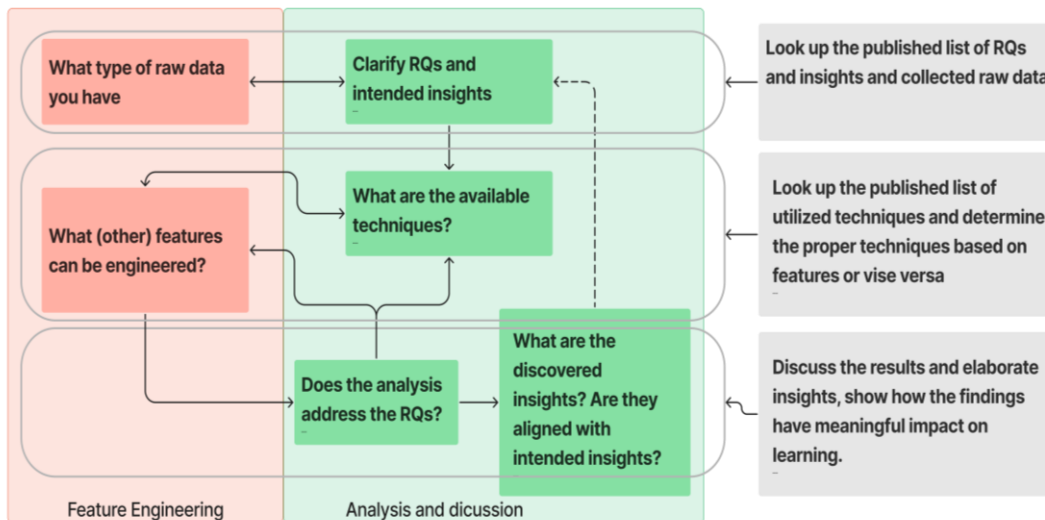 What type of raw data
you have
Clarify RQs and
intended insights
Look up the published list of RQs
and insights and collected raw data
What (other) features
can be engineered?
What are the available
techniques?
Look up the published list of
utilized techniques and determine
the proper techniques based on
features or vise versa
Does the analysis
address the RQs?
What are the
discovered
insights? Are they
aligned with
intended insights?
Discuss the results and elaborate
insights, show how the findings
have meaningful impact on
learning.
Feature Engineering
Analysis and dicussion